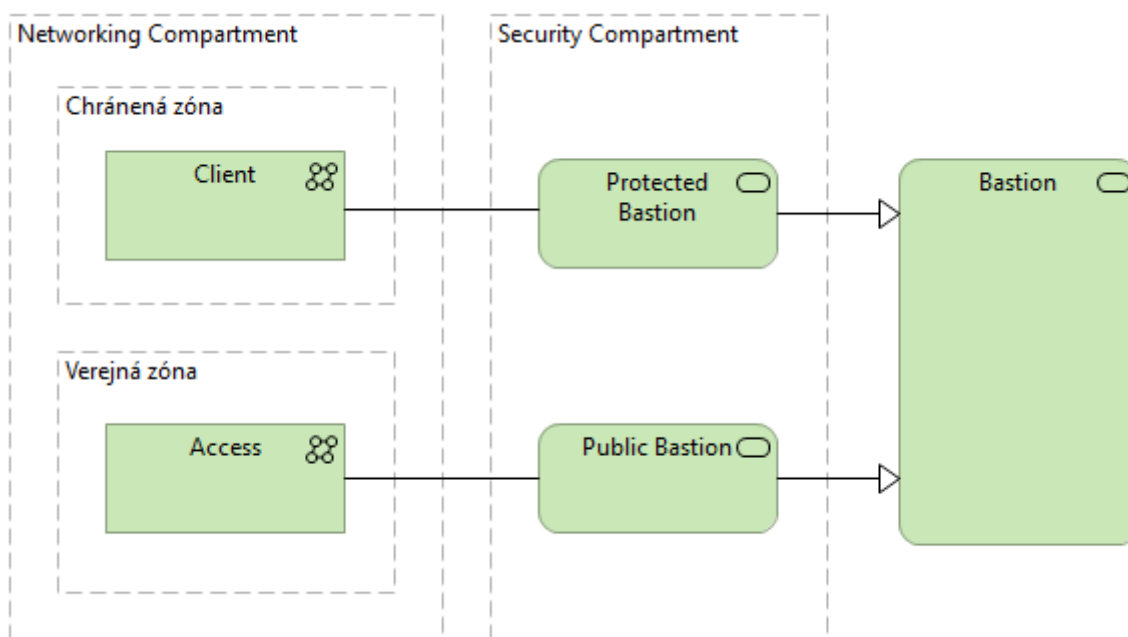 Networking Compartment
Security Compartment
Chránená zóna
Client
Protected
Bastion
Bastion
Verejná zóna
Access
Public Bastion